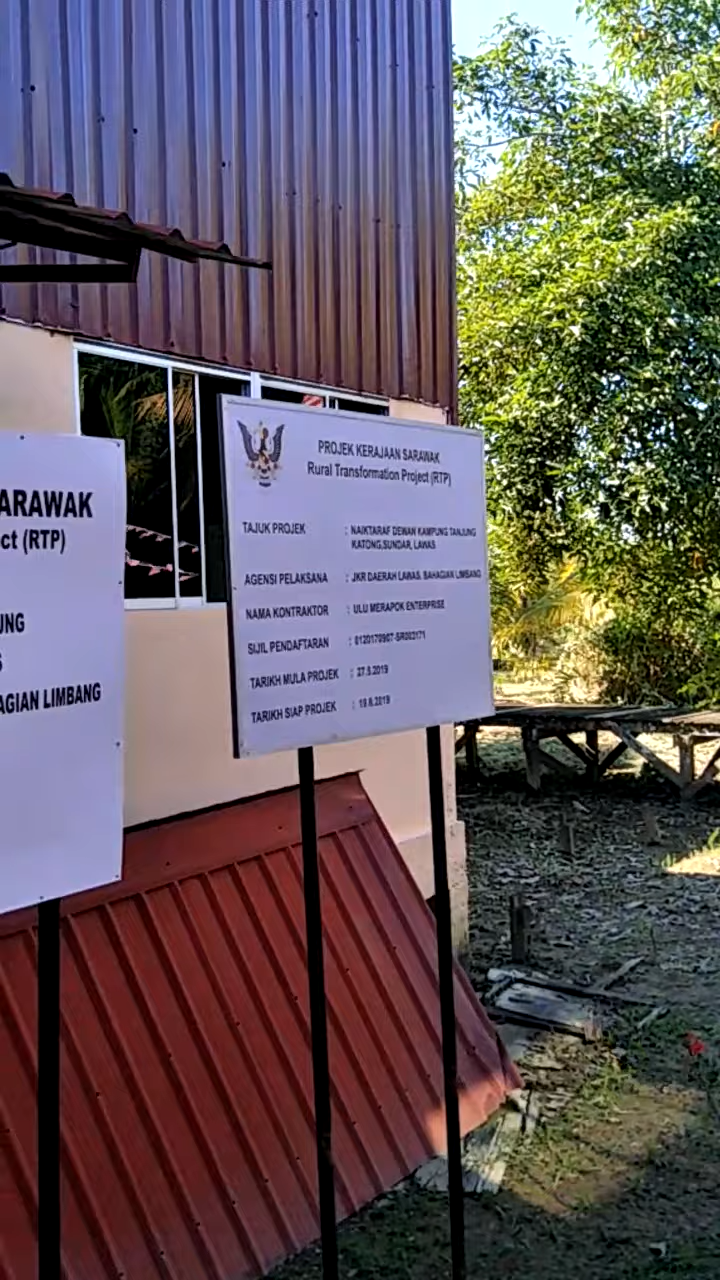 ARAWAK
ct (RTP)
UNG
AGIAN LIMBANG
PROJEK KERAJAAN SARAWAK
Rural Transformation Project (RTP)
TAJUK PROJEK : NAIKTARAF DEWAN KAMPUNG TANJUNG
KATONG,SUNDAR, LAWAS
AGENSI PELAKSANA : JKR DAERAH LAWAS, BAHAGIAN LIMBANG
NAMA KONTRAKTOR : ULU MERAPOK ENTERPRISE
SIJIL PENDAFTARAN : 0120170907-SR002171
TARIKH MULA PROJEK : 27.5.2019
TARIKH SIAP PROJEK : 19.8.2019